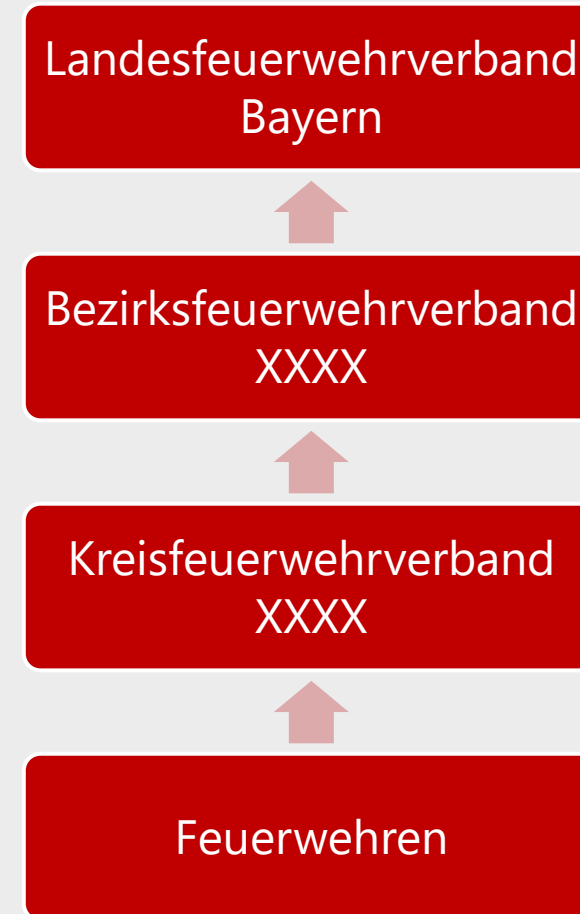 Landesfeuerwehrverband
Bayern
Bezirksfeuerwehrverband
XXXX
Kreisfeuerwehrverband
XXXX
Feuerwehren